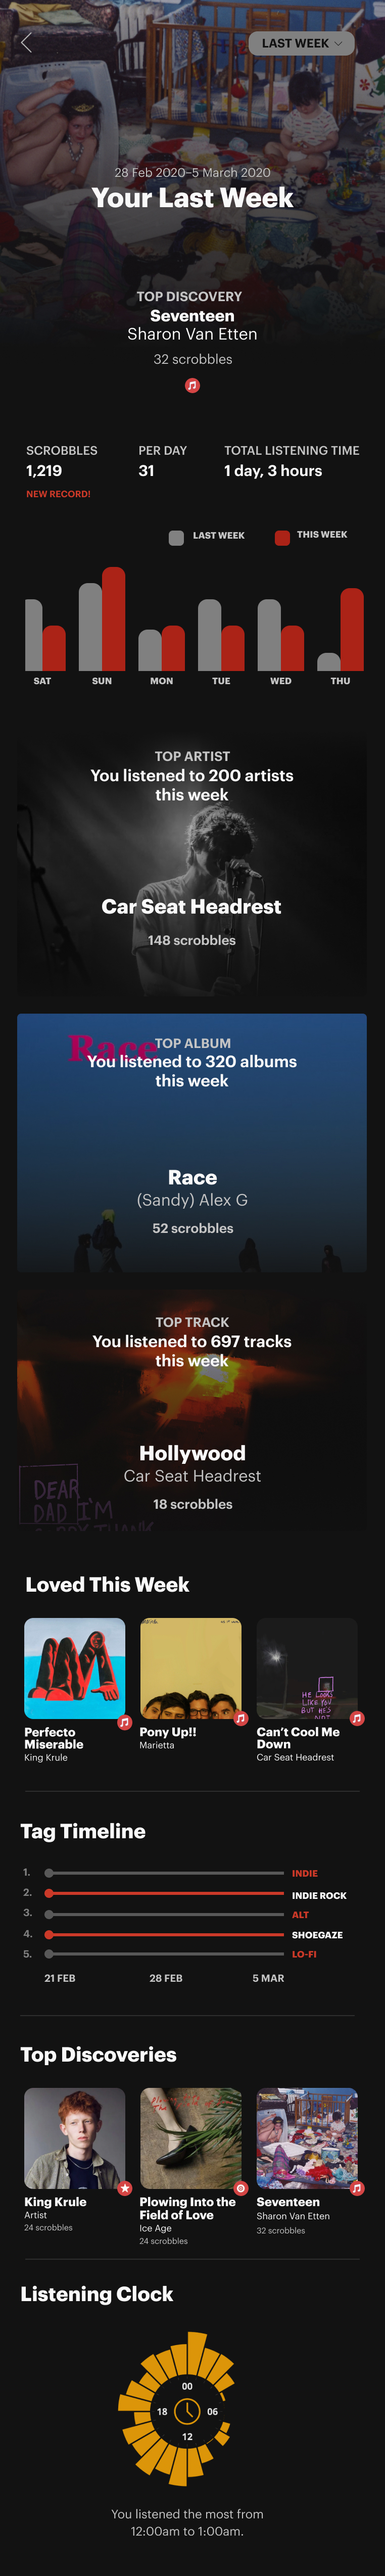 LAST WEEK
28 Feb 2020–5 March 2020
Your Last Week
TOP DISCOVERY
Seventeen
Sharon Van Etten
32 scrobbles
SCROBBLES PER DAY TOTAL LISTENING TIME
1,219 31 1 day, 3 hours
NEW RECORD!
LAST WEEK THIS WEEK
SAT SUN MON TUE WED THU
TOP ARTIST
You listened to 200 artists
this week
Car Seat Headrest
148 scrobbles
Race
TOP ALBUM
You listened to 320 albums
this week
Race
(Sandy) Alex G
52 scrobbles
TOP TRACK
You listened to 697 tracks
this week
Hollywood
Car Seat Headrest
18 scrobbles
DEAR
DAD I'M
Loved This Week
HE LOOKS
LIKE YOU
BUT HES
NOT
Perfecto
Miserable
King Krule
Pony Up!!
Marietta
Can't Cool Me
Down
Car Seat Headrest
Tag Timeline
1. INDIE
2. INDIE ROCK
3. ALT
4. SHOEGAZE
5. LO-FI
21 FEB 28 FEB 5 MAR
Top Discoveries
King Krule
Artist
24 scrobbles
Plowing Into the
Field of Love
Ice Age
24 scrobbles
Seventeen
Sharon Van Etten
32 scrobbles
Listening Clock
00
18 06
12
You listened the most from
12:00am to 1:00am.